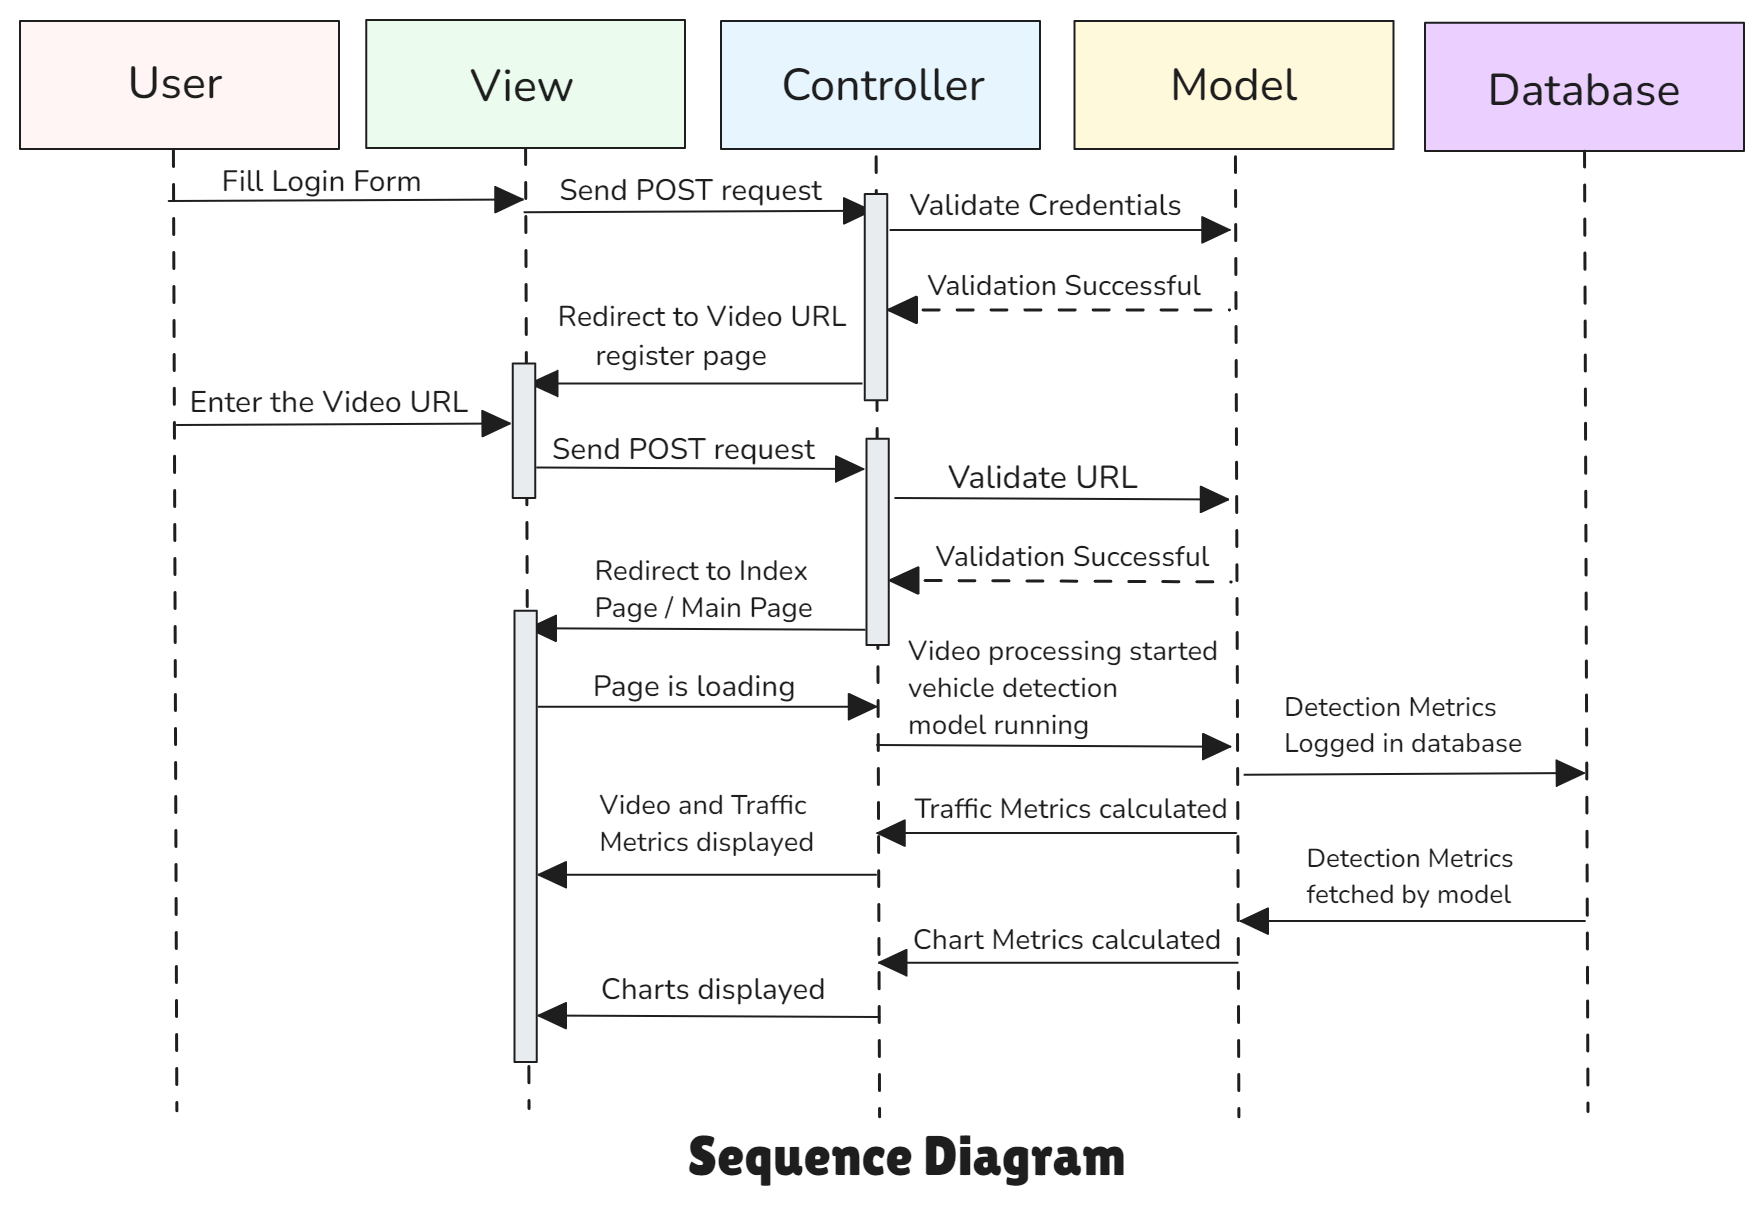 User
View
Controller
Model
Database
Fill Login Form
Send POST request
Validate Credentials
Validation Successful
Redirect to Video URL
register page
Enter the Video URL
Send POST request
Validate URL
Validation Successful
Redirect to Index
Page / Main Page
Page is loading
Video processing started
vehicle detection
model running
Detection Metrics
Logged in database
Traffic Metrics calculated
Video and Traffic
Metrics displayed
Detection Metrics
fetched by model
Chart Metrics calculated
Charts displayed
Sequence Diagram